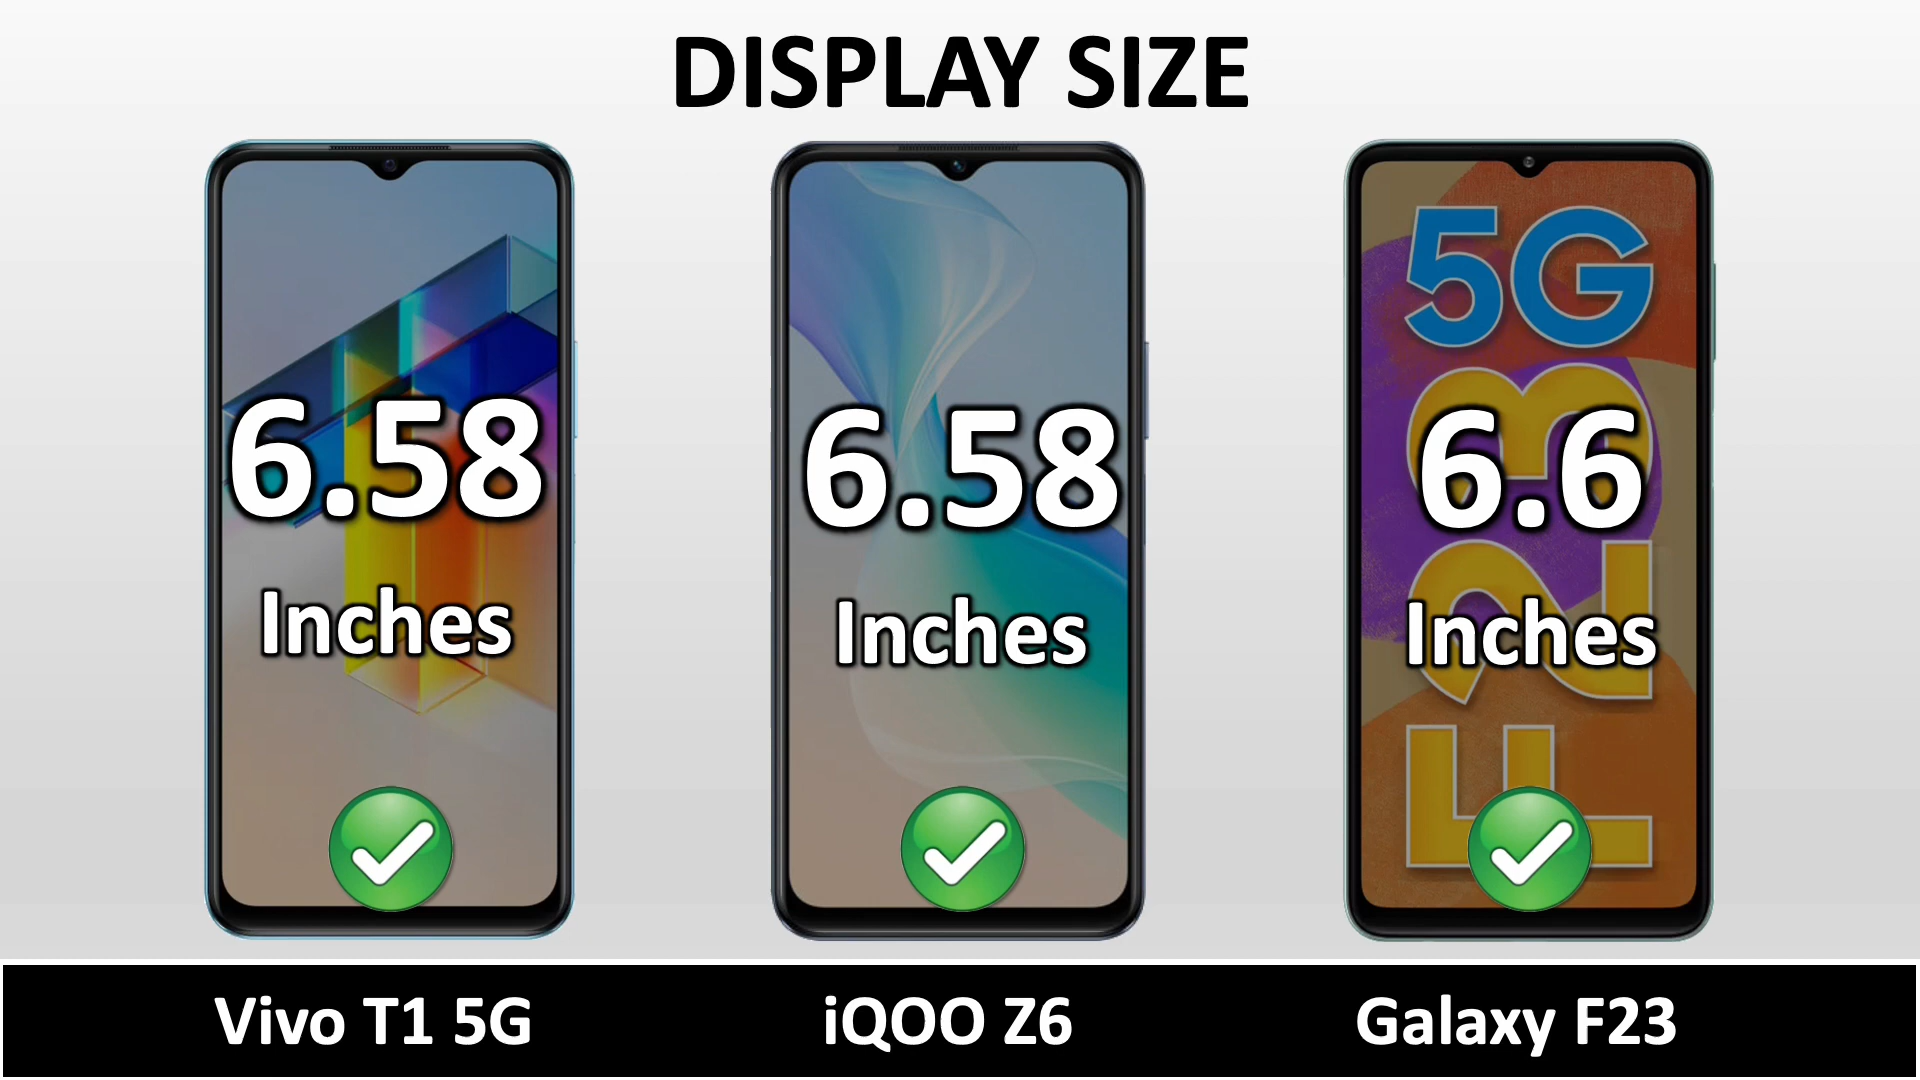 DISPLAY SIZE
5G
F23
6.58
Inches
6.58
Inches
6.6
Inches
Vivo T1 5G
iQOO Z6
Galaxy F23